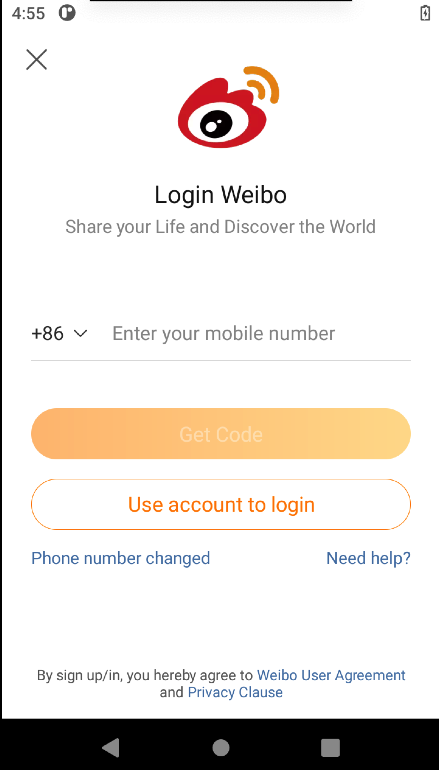 4:55
Login Weibo
Share your Life and Discover the World
+86 Enter your mobile number
Get Code
Use account to login
Phone number changed Need help?
By sign up/in, you hereby agree to Weibo User Agreement
and Privacy Clause